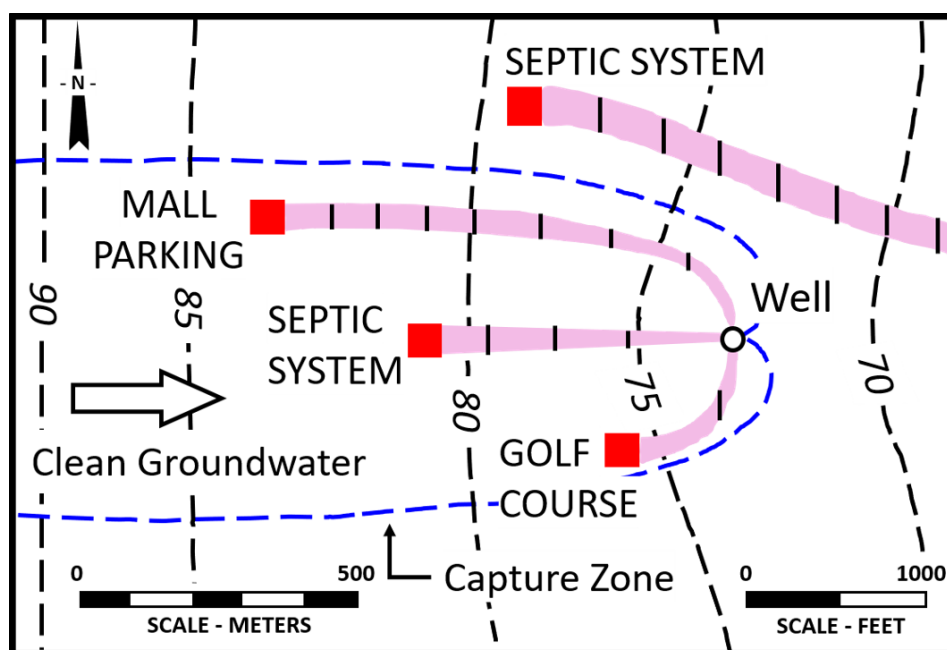 - N -
SEPTIC SYSTEM
MALL
PARKING
90
85
SEPTIC
SYSTEM
80
75
70
Well
Clean Groundwater
GOLF
COURSE
Capture Zone
0 500
SCALE - METERS
0 1000
SCALE - FEET